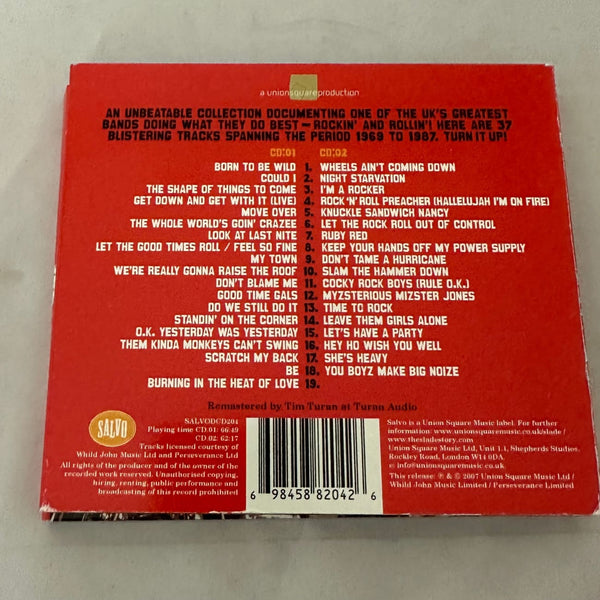 a unionsquareproduction
AN UNBEATABLE COLLECTION DOCUMENTING ONE OF THE UK'S GREATEST
BANDS DOING WHAT THEY DO BEST – ROCKIN' AND ROLLIN'! HERE ARE 37
BLISTERING TRACKS SPANNING THE PERIOD 1969 TO 1987. TURN IT UP!
CD:01 CD:02
BORN TO BE WILD 1. WHEELS AIN'T COMING DOWN
COULD I 2. NIGHT STARVATION
THE SHAPE OF THINGS TO COME 3. I'M A ROCKER
GET DOWN AND GET WITH IT (LIVE) 4. ROCK 'N' ROLL PREACHER (HALLELUJAH I'M ON FIRE)
MOVE OVER 5. KNUCKLE SANDWICH NANCY
THE WHOLE WORLD'S GOIN' CRAZEE 6. LET THE ROCK ROLL OUT OF CONTROL
LOOK AT LAST NITE 7. RUBY RED
LET THE GOOD TIMES ROLL / FEEL SO FINE 8. KEEP YOUR HANDS OFF MY POWER SUPPLY
MY TOWN 9. DON'T TAME A HURRICANE
WE'RE REALLY GONNA RAISE THE ROOF 10. SLAM THE HAMMER DOWN
DON'T BLAME ME 11. COCKY ROCK BOYS (RULE O.K.)
GOOD TIME GALS 12. MYZSTERIOUS MIZSTER JONES
DO WE STILL DO IT 13. TIME TO ROCK
STANDIN' ON THE CORNER 14. LEAVE THEM GIRLS ALONE
O.K. YESTERDAY WAS YESTERDAY 15. LET'S HAVE A PARTY
THEM KINDA MONKEYS CAN'T SWING 16. HEY HO WISH YOU WELL
SCRATCH MY BACK 17. SHE'S HEAVY
BE 18. YOU BOYZ MAKE BIG NOIZE
BURNING IN THE HEAT OF LOVE 19.
Remastered by Tim Turan at Turan Audio
SALVO
SALVODCD204
Playing time CD.01: 66:49
CD.02: 62:17
Tracks licensed courtesy of
Whild John Music Ltd and Perseverance Ltd
All rights of the producer and of the owner of the
recorded work reserved. Unauthorised copying,
hiring, renting, public performance and
broadcasting of this record prohibited
6 98458 82042 6
Salvo is a Union Square Music label. For further
information: www.unionsquaremusic.co.uk/slade /
www.thesladestory.com
Union Square Music Ltd, Unit 1.1, Shepherds Studios,
Rockley Road, London W14 0DA
e info@unionsquaremusic.co.uk
This release: ℗ & © 2007 Union Square Music Ltd /
Whild John Music Limited / Perseverance Limited